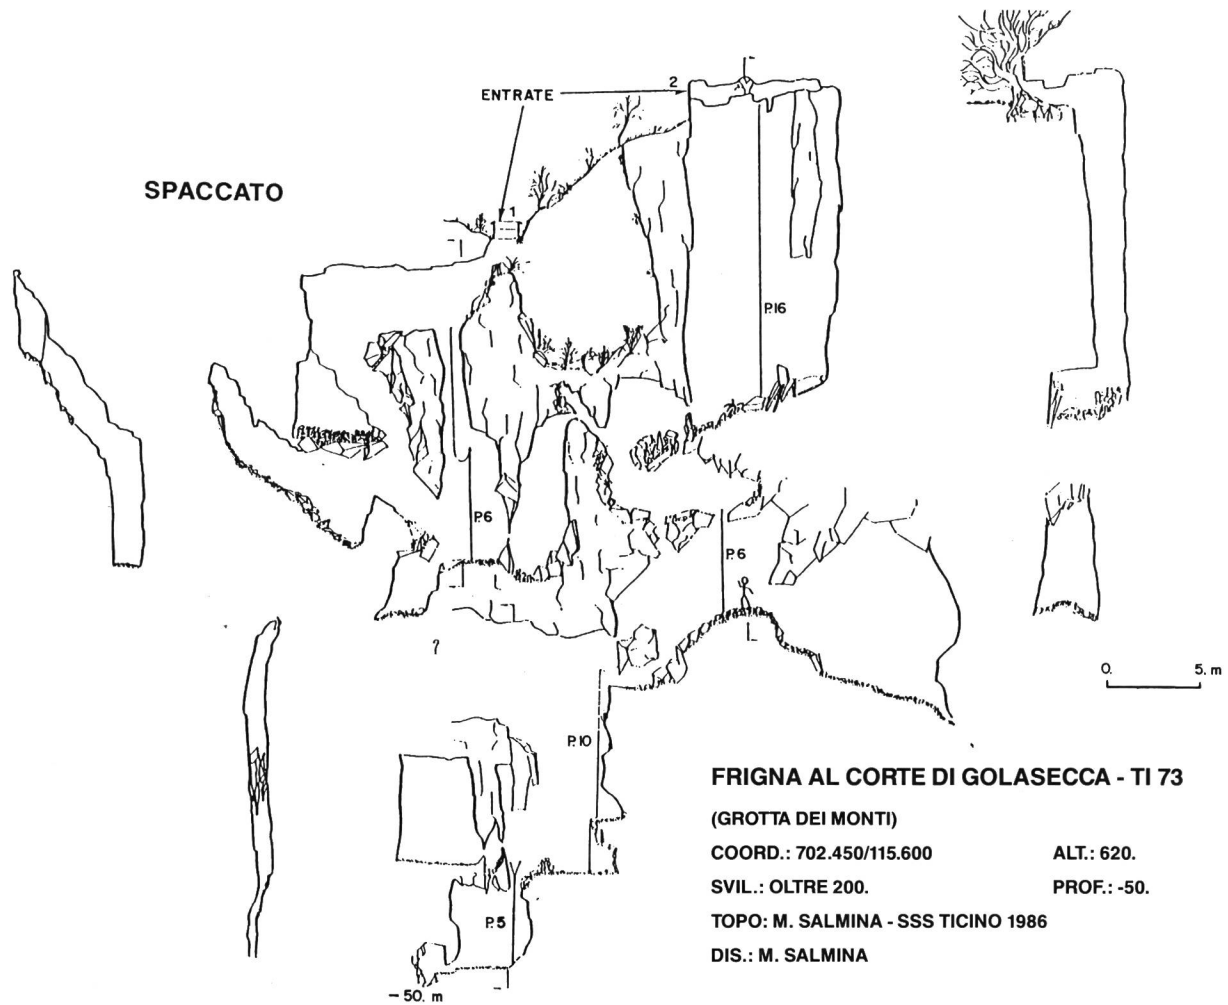 ENTRATE
2
1
SPACCATO
P.16
P.6
P.6
?
0. 5. m
P.10
P.5
-50. m
FRIGNA AL CORTE DI GOLASECCA - TI 73
(GROTTA DEI MONTI)
COORD.: 702.450/115.600 ALT.: 620.
SVIL.: OLTRE 200. PROF.: -50.
TOPO: M. SALMINA - SSS TICINO 1986
DIS.: M. SALMINA